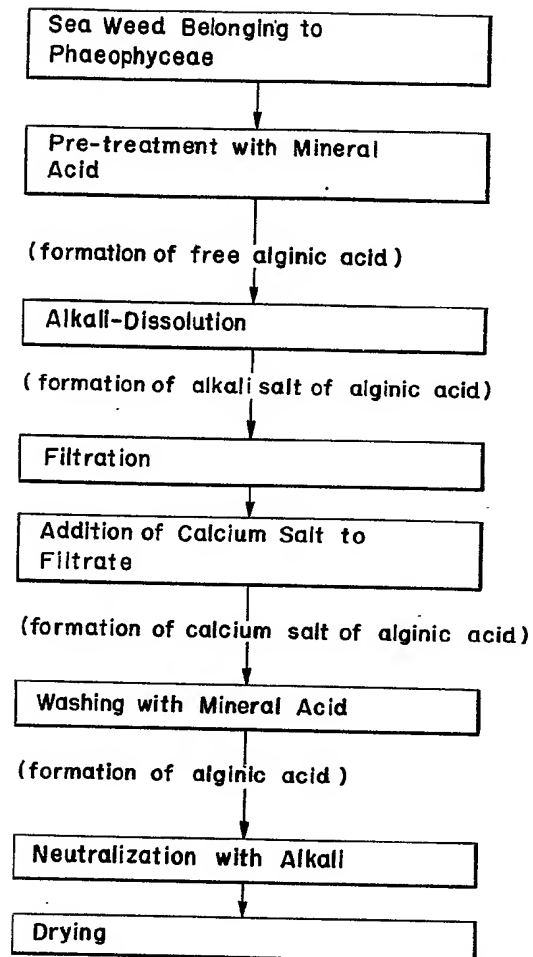 Sea Weed Belonging to
Phaeophyceae
Pre-treatment with Mineral
Acid
(formation of free alginic acid)
Alkali-Dissolution
(formation of alkali salt of alginic acid)
Filtration
Addition of Calcium Salt to
Filtrate
(formation of calcium salt of alginic acid)
Washing with Mineral Acid
(formation of alginic acid)
Neutralization with Alkali
Drying